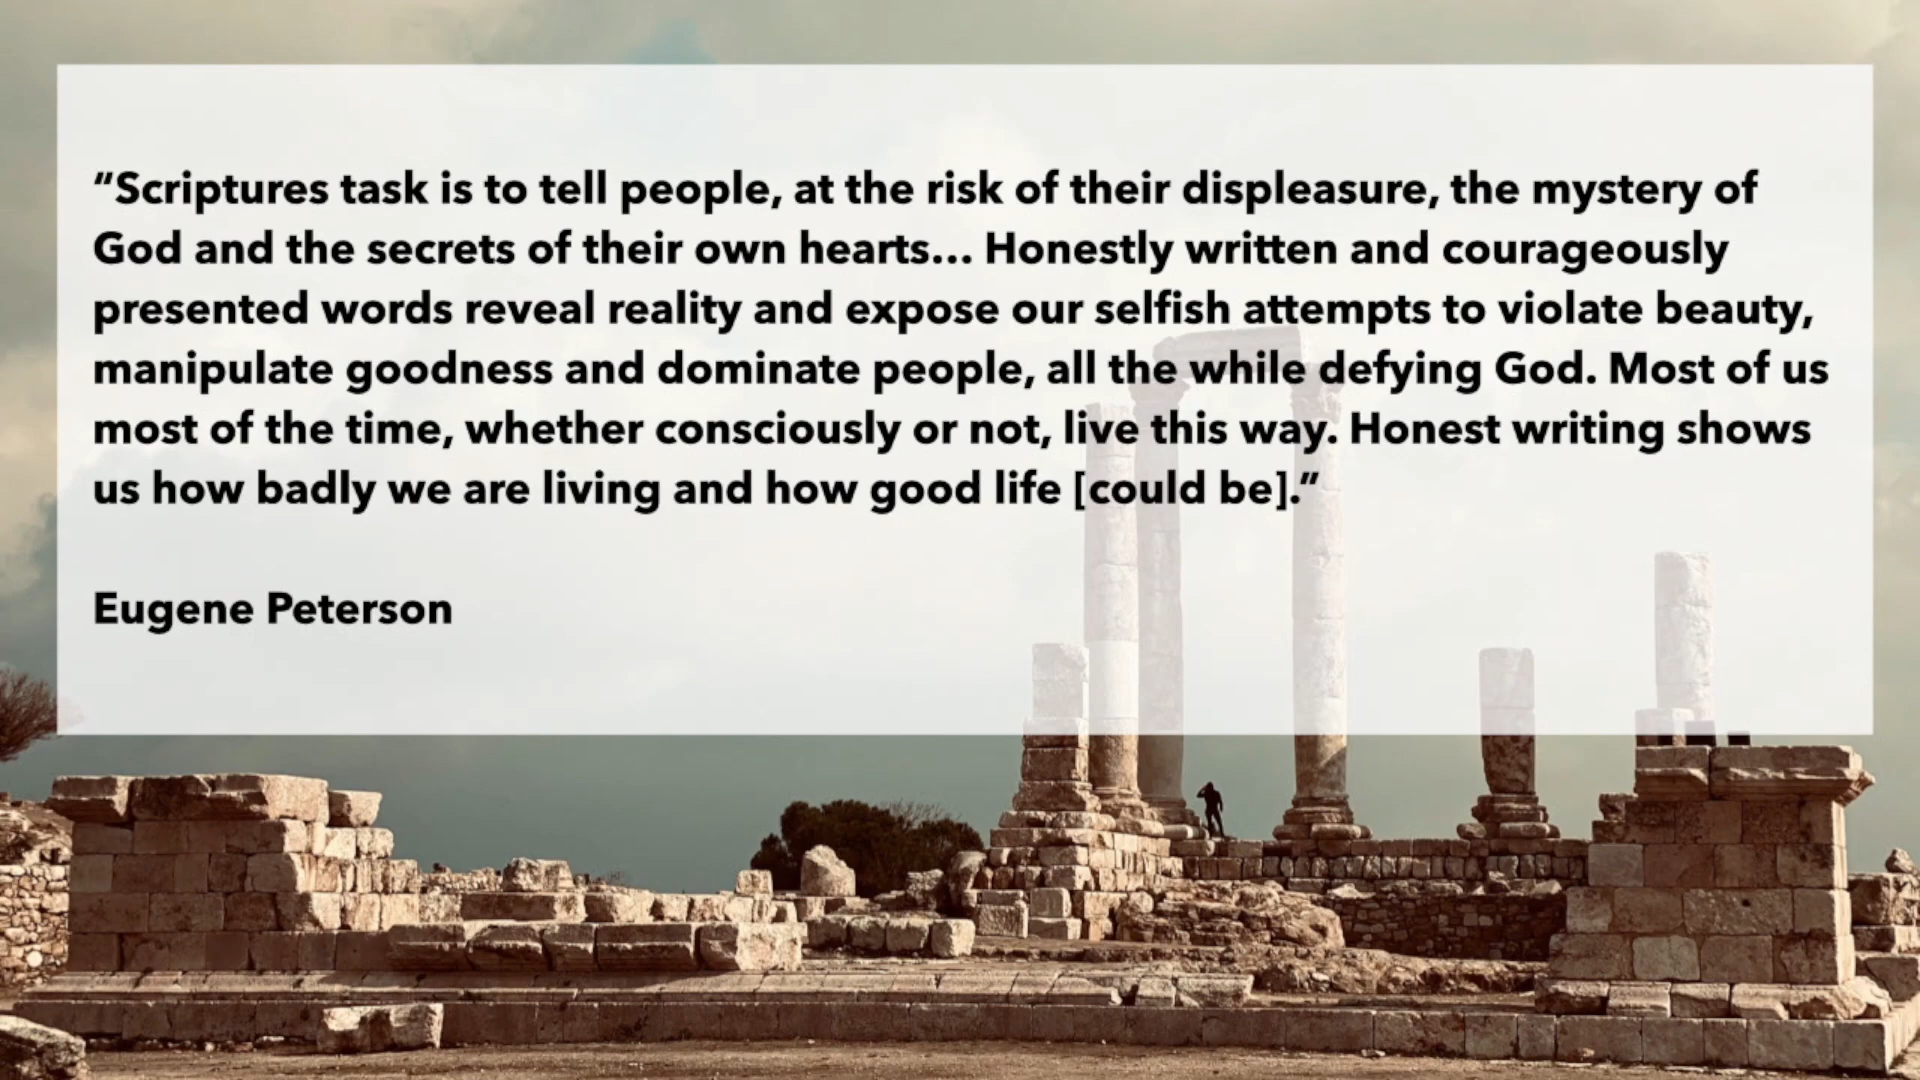 “Scriptures task is to tell people, at the risk of their displeasure, the mystery of
God and the secrets of their own hearts... Honestly written and courageously
presented words reveal reality and expose our selfish attempts to violate beauty,
manipulate goodness and dominate people, all the while defying God. Most of us
most of the time, whether consciously or not, live this way. Honest writing shows
us how badly we are living and how good life [could be].”
Eugene Peterson